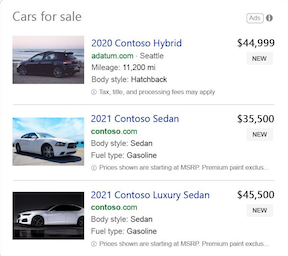 Cars for sale
Ads
2020 Contoso Hybrid
$44,999
adatum.com · Seattle
NEW
Mileage: 11,200 mi
Body style: Hatchback
Tax, title, and processing fees may apply
2021 Contoso Sedan
$35,500
contoso.com
NEW
Body style: Sedan
Fuel type: Gasoline
Prices shown are starting at MSRP. Premium paint exclus...
2021 Contoso Luxury Sedan
$45,500
contoso.com
NEW
Body style: Sedan
Fuel type: Gasoline
Prices shown are starting at MSRP. Premium paint exclus...